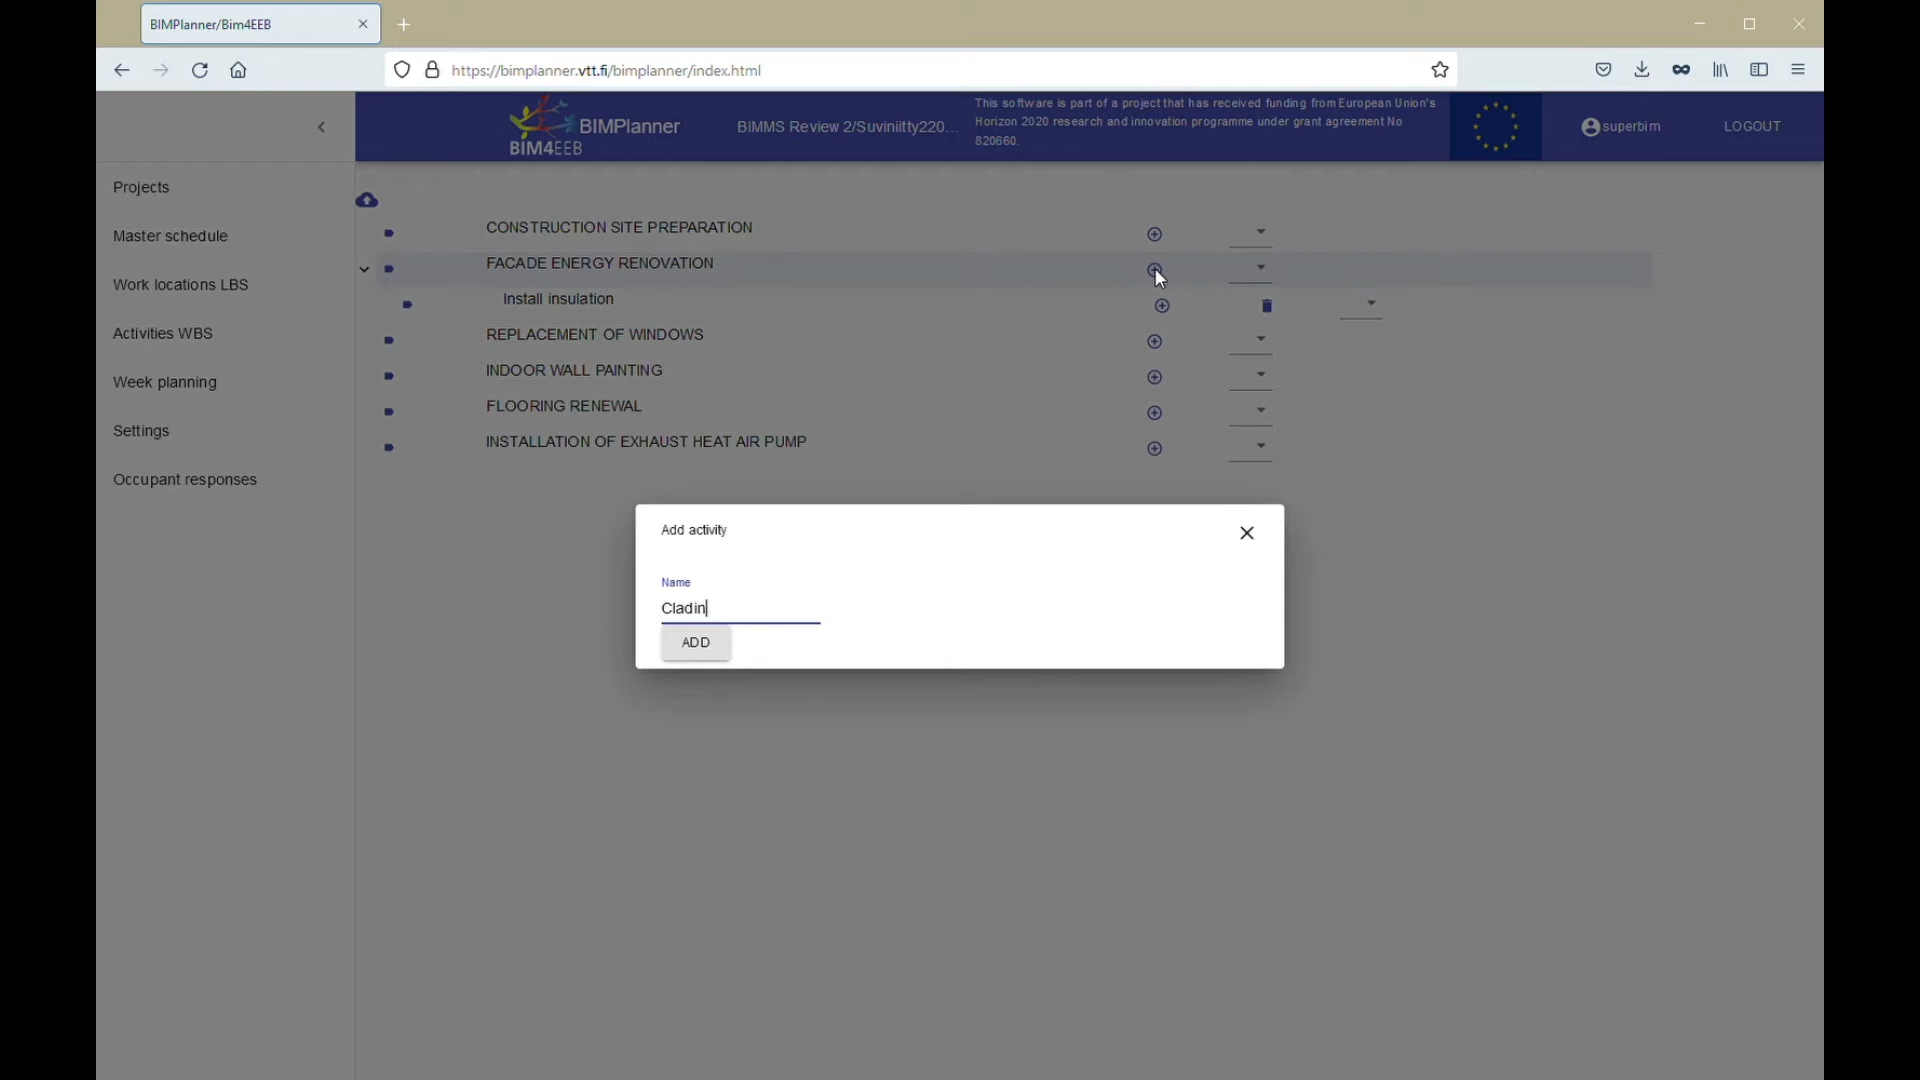 BIMPlanner/Bim4EEB
https://bimplanner.vtt.fi/bimplanner/index.html
BIM4EEB
BIMPlanner
BIMMS Review 2/Suviniitty220...
This software is part of a project that has received funding from European Union's
Horizon 2020 research and innovation programme under grant agreement No
820660.
superbim
LOGOUT
Projects
Master schedule
Work locations LBS
Activities WBS
Week planning
Settings
Occupant responses
CONSTRUCTION SITE PREPARATION
FACADE ENERGY RENOVATION
Install insulation
REPLACEMENT OF WINDOWS
INDOOR WALL PAINTING
FLOORING RENEWAL
INSTALLATION OF EXHAUST HEAT AIR PUMP
Add activity
Name
Cladin
ADD